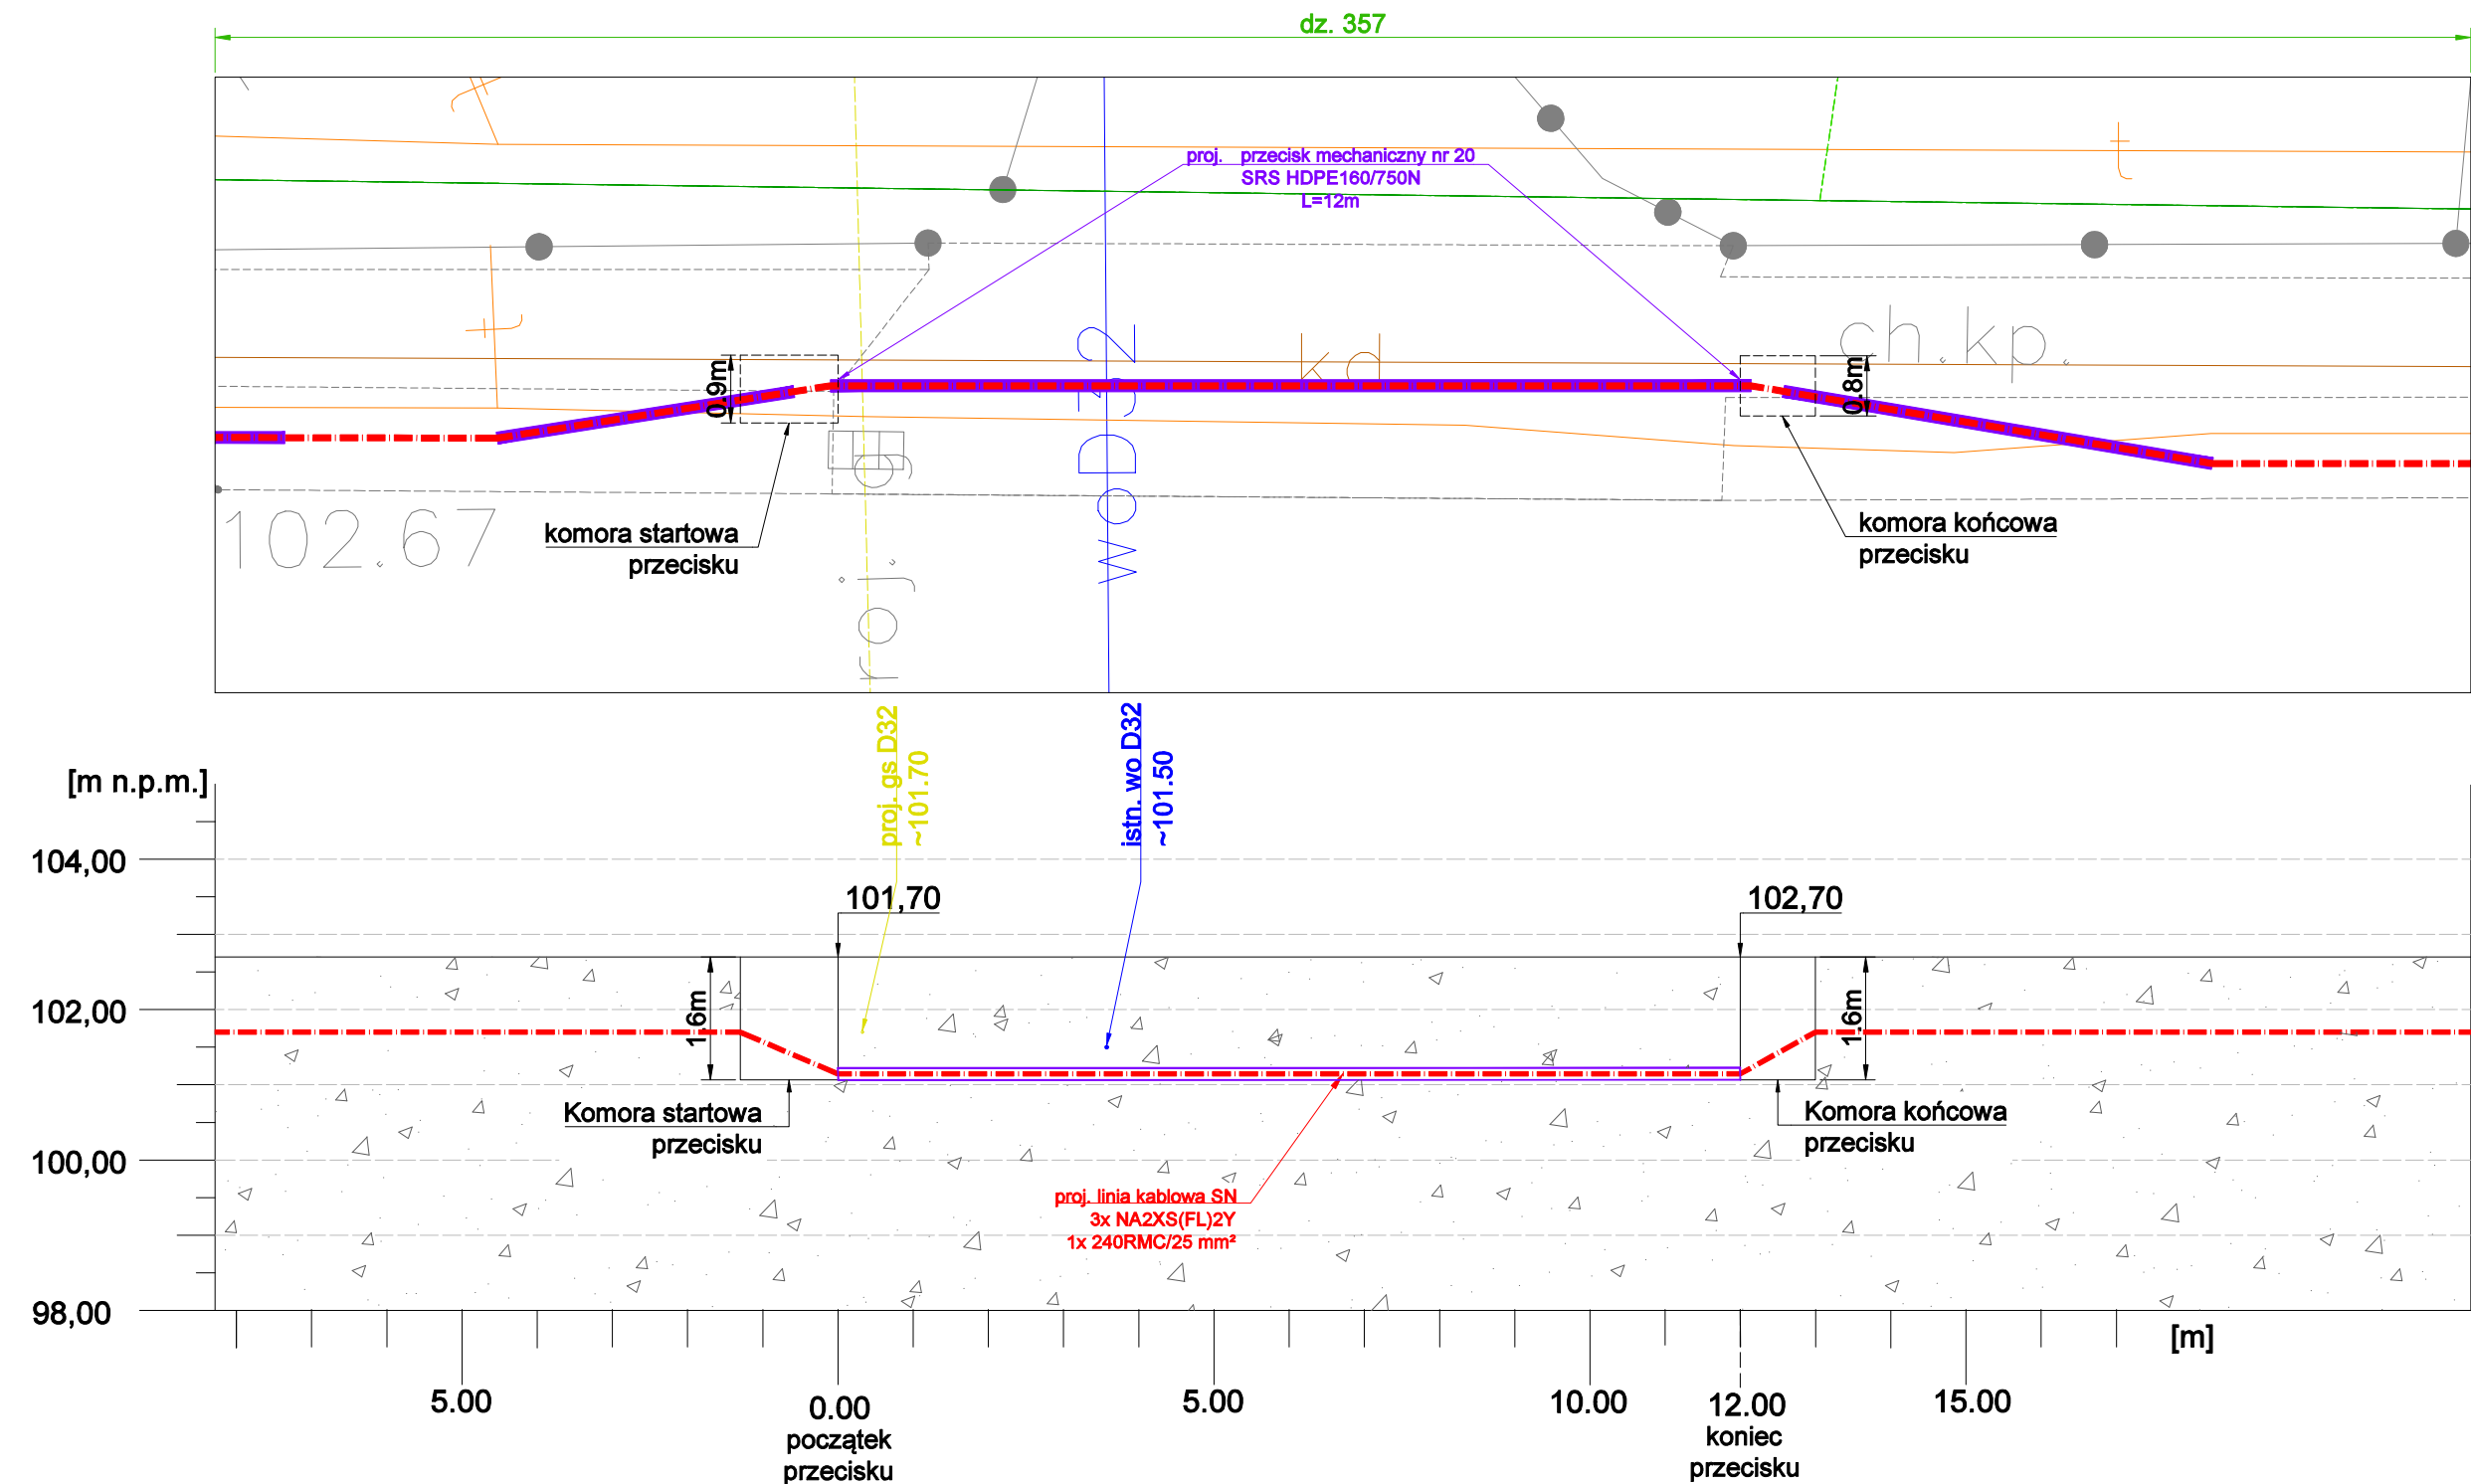 dz. 357
proj. przecisk mechaniczny nr 20
SRS HDPE160/750N
L=12m
t
t
t
ch.kp.
kd
woD32
0.9m
0.8m
102.67
komora startowa
przecisku
komora końcowa
przecisku
proj. gs D32
~101.70
istn. wo D32
~101.50
[m n.p.m.]
104,00
102,00
100,00
98,00
101,70
102,70
1,6m
1.6m
Komora startowa
przecisku
Komora końcowa
przecisku
proj. linia kablowa SN
3x NA2XS(FL)2Y
1x 240RMC/25 mm²
[m]
5.00
0.00
5.00
10.00
12.00
15.00
początek
przecisku
koniec
przecisku